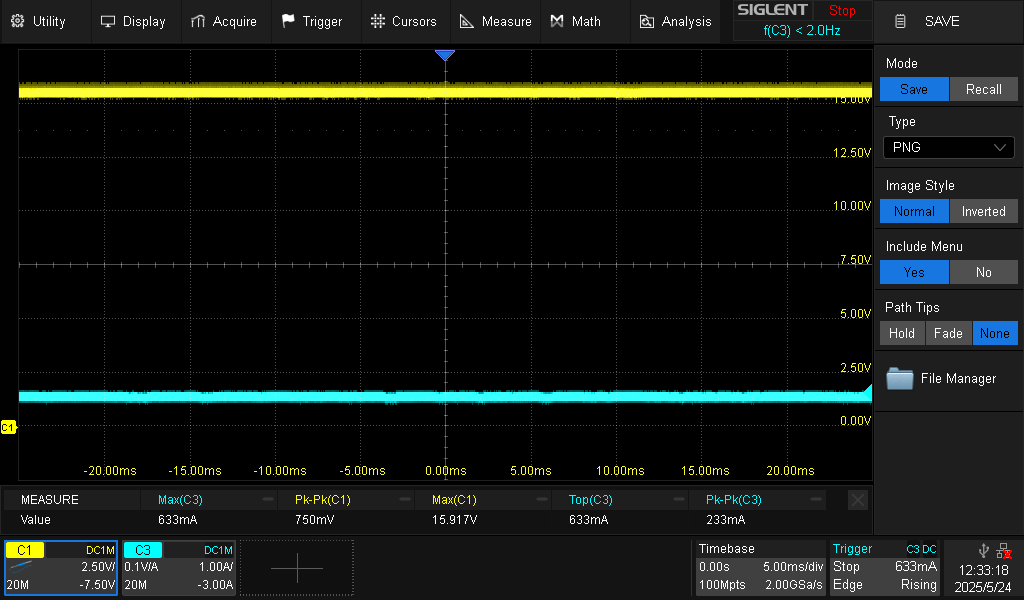 Utility Display Acquire Trigger Cursors Measure Math Analysis
SIGLENT Stop
f(C3) < 2.0Hz
SAVE
Mode
Save Recall
Type
PNG
Image Style
Normal Inverted
Include Menu
Yes No
Path Tips
Hold Fade None
File Manager
15.00V
12.50V
10.00V
7.50V
5.00V
2.50V
0.00V
C1
-20.00ms -15.00ms -10.00ms -5.00ms 0.00ms 5.00ms 10.00ms 15.00ms 20.00ms
MEASURE Max(C3) Pk-Pk(C1) Max(C1) Top(C3) Pk-Pk(C3)
Value 633mA 750mV 15.917V 633mA 233mA
C1 DC1M
2.50V/
20M -7.50V
C3 DC1M
0.1V/A 1.00A/
20M -3.00A
Timebase
0.00s 5.00ms/div
100Mpts 2.00GSa/s
Trigger C3 DC
Stop 633mA
Edge Rising
12:33:18
2025/5/24